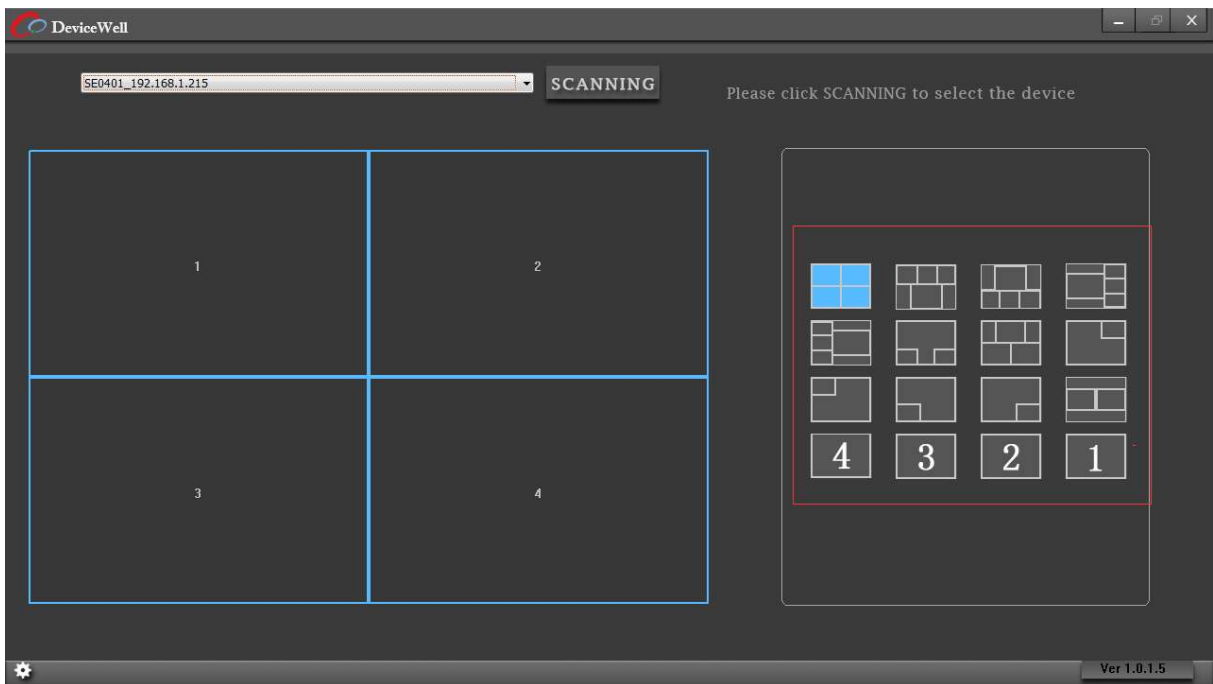 DeviceWell
SE0401_192.168.1.215
SCANNING
Please click SCANNING to select the device
1
2
3
4
4 3 2 1
Ver 1.0.1.5